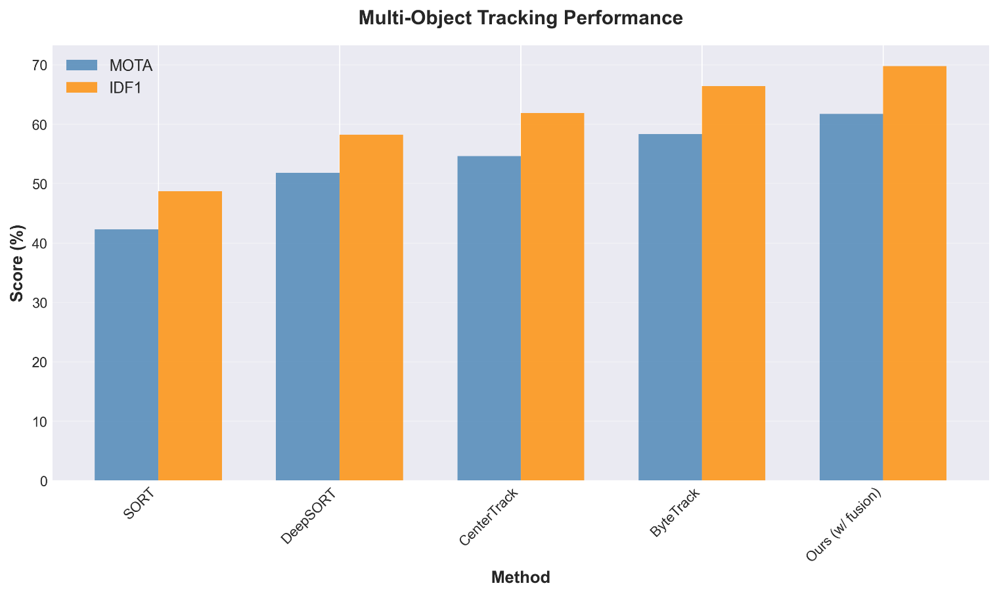 Multi-Object Tracking Performance
MOTA
IDF1
Score (%)
70
60
50
40
30
20
10
0
SORT
DeepSORT
CenterTrack
ByteTrack
Ours (w/ fusion)
Method